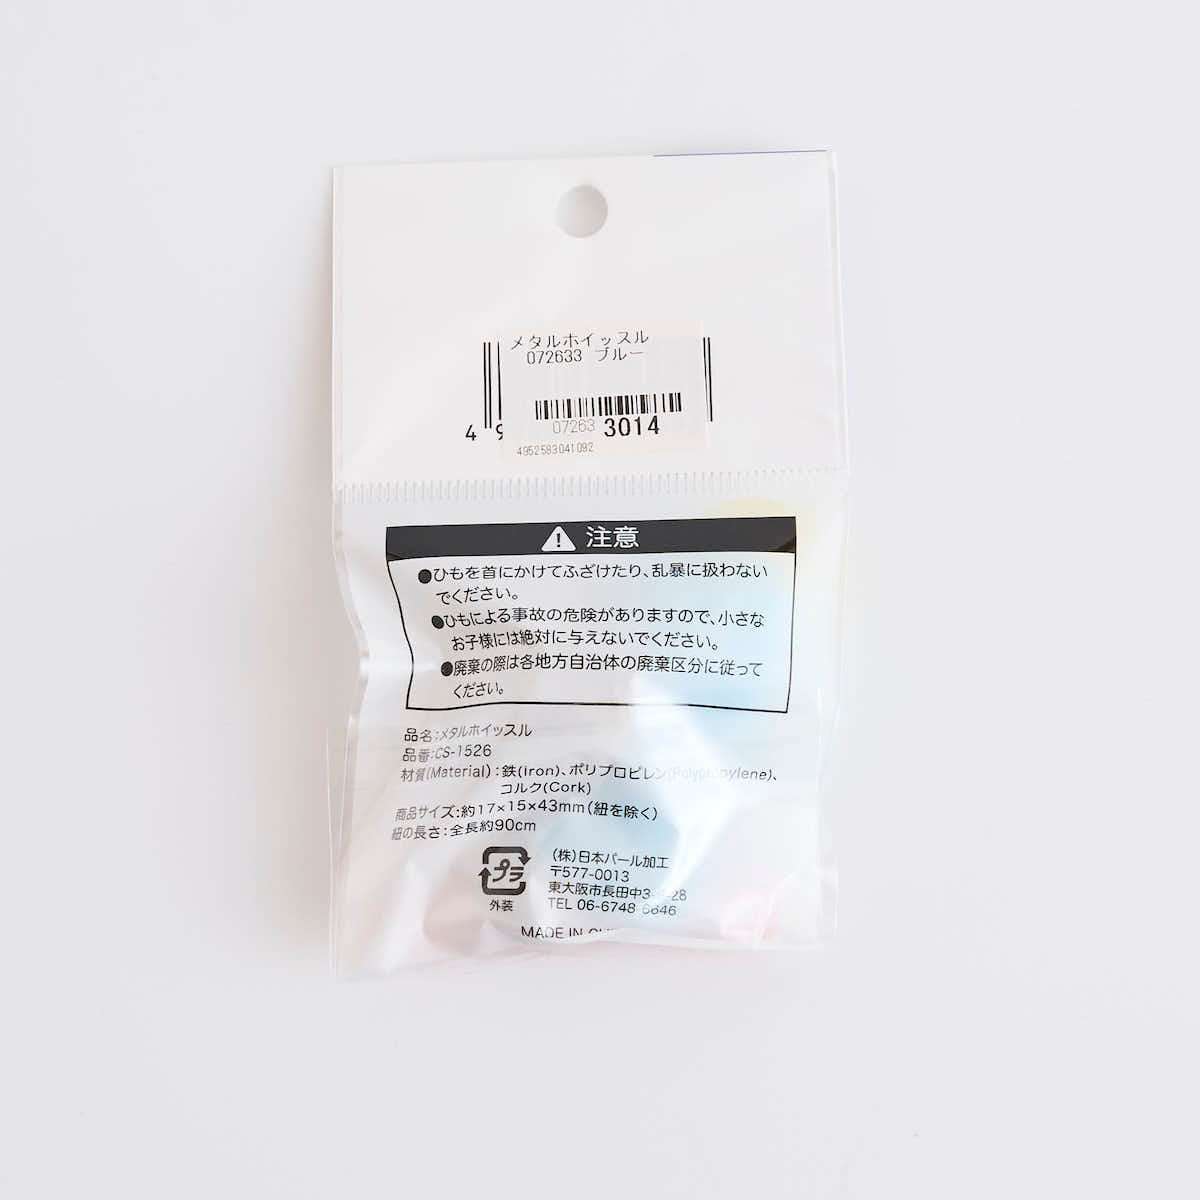 メタルホイッスル
072633 ブルー
4 9
07263 3014
4952583041092
注意
●ひもを首にかけてふざけたり、乱暴に扱わない
でください。
●ひもによる事故の危険がありますので、小さな
お子様には絶対に与えないでください。
●廃棄の際は各地方自治体の廃棄区分に従って
ください。
品名:メタルホイッスル
品番:CS-1526
材質(Material):鉄(Iron)、ポリプロピレン(Polypropylene)、
コルク(Cork)
商品サイズ:約17×15×43mm(紐を除く)
紐の長さ:全長約90cm
プラ
外装
(株)日本パール加工
〒577-0013
東大阪市長田中
TEL 06-6748-6646
MADE IN